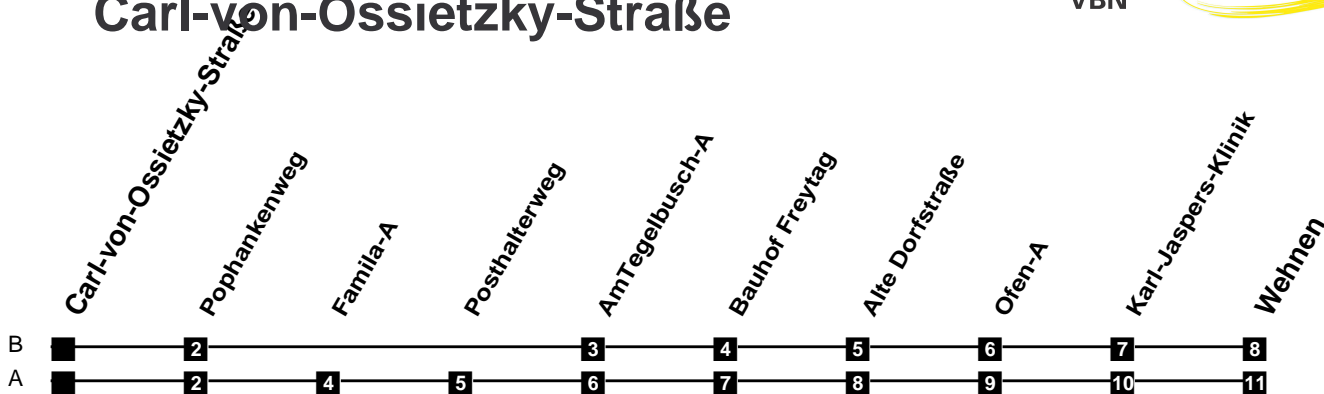 Carl-von-Ossietzky-Straße
VBN
Carl-von-Ossietzky-Straße
Pophankenweg
Famila-A
Posthalterweg
AmTegelbusch-A
Bauhof Freytag
Alte Dorfstraße
Ofen-A
Karl-Jaspers-Klinik
Wehnen
B 2 3 4 5 6 7 8
A 2 4 5 6 7 8 9 10 11